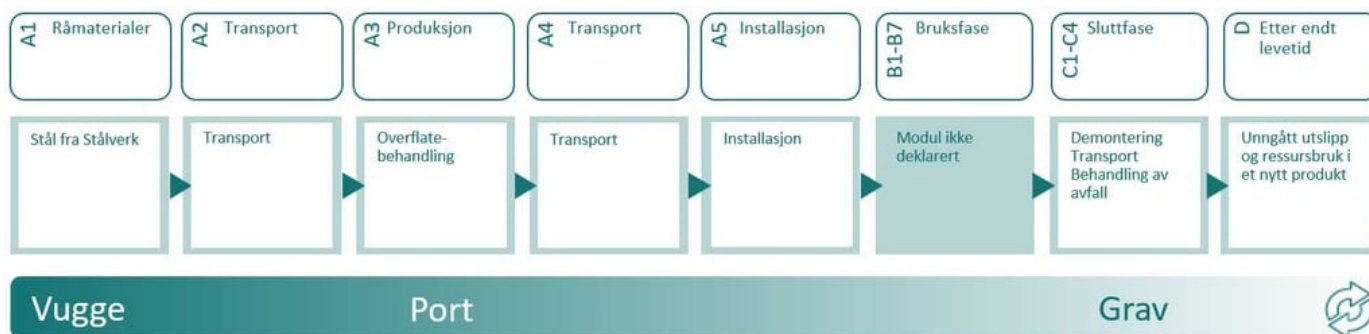 A1 Råmaterialer
A2 Transport
A3 Produksjon
A4 Transport
A5 Installasjon
B1-B7 Bruksfase
C1-C4 Sluttfase
D Etter endt
levetid
Stål fra Stålverk
Transport
Overflate-
behandling
Transport
Installasjon
Modul ikke
deklarert
Demontering
Transport
Behandling av
avfall
Unngått utslipp
og ressursbruk i
et nytt produkt
Vugge
Port
Grav